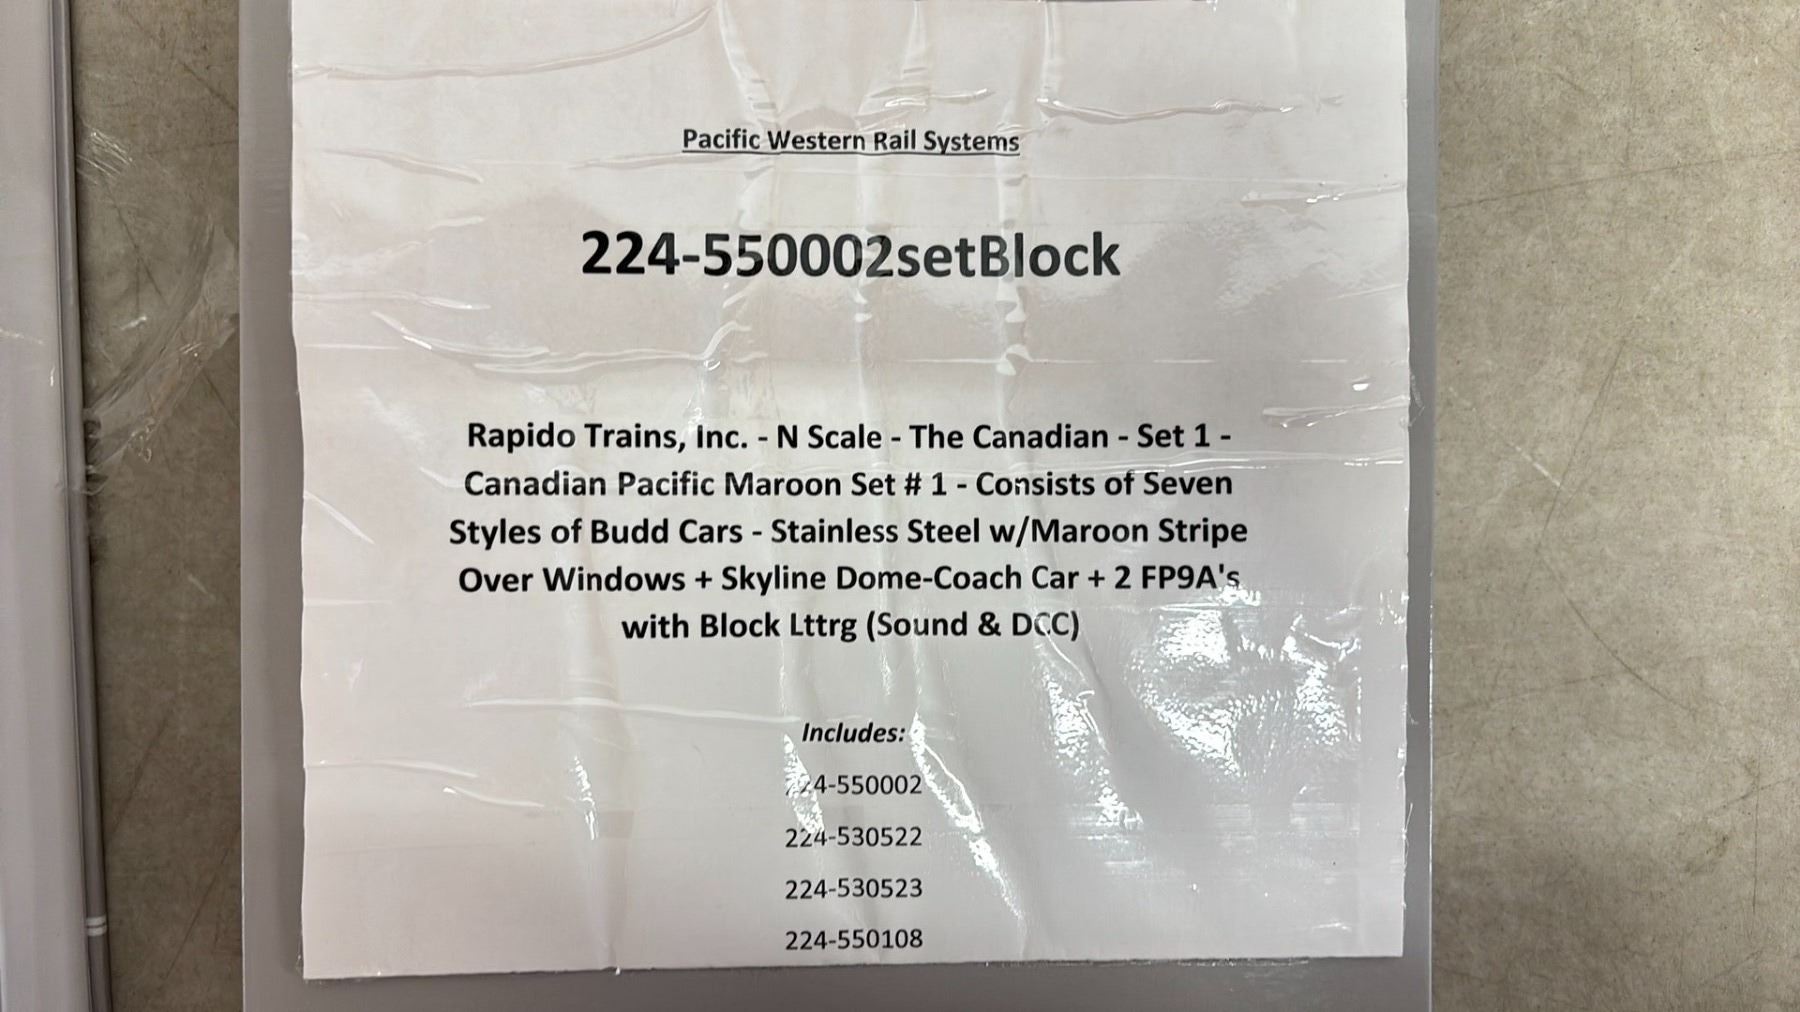 Pacific Western Rail Systems
224-550002setBlock
Rapido Trains, Inc. - N Scale - The Canadian - Set 1 -
Canadian Pacific Maroon Set # 1 - Consists of Seven
Styles of Budd Cars - Stainless Steel w/Maroon Stripe
Over Windows + Skyline Dome-Coach Car + 2 FP9A's
with Block Lttrg (Sound & DCC)
Includes:
224-550002
224-530522
224-530523
224-550108